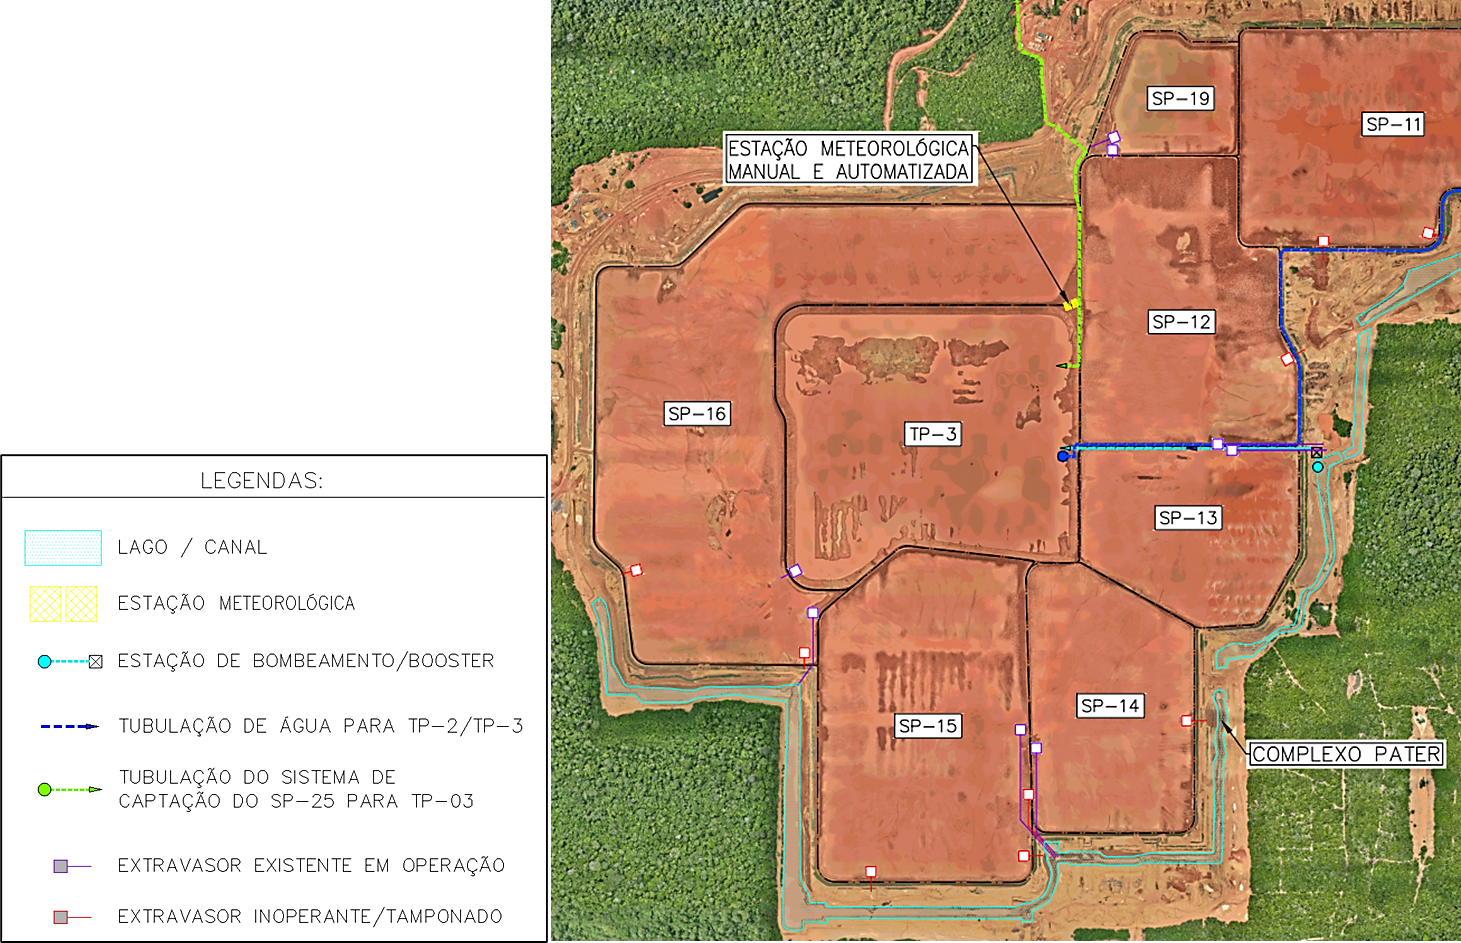 SP-19
SP-11
ESTAÇÃO METEOROLÓGICA
MANUAL E AUTOMATIZADA
SP-12
SP-16
TP-3
SP-13
SP-14
SP-15
COMPLEXO PATER
LEGENDAS:
LAGO / CANAL
ESTAÇÃO METEOROLÓGICA
ESTAÇÃO DE BOMBEAMENTO/BOOSTER
TUBULAÇÃO DE ÁGUA PARA TP-2/TP-3
TUBULAÇÃO DO SISTEMA DE
CAPTAÇÃO DO SP-25 PARA TP-03
EXTRAVASOR EXISTENTE EM OPERAÇÃO
EXTRAVASOR INOPERANTE/TAMPONADO